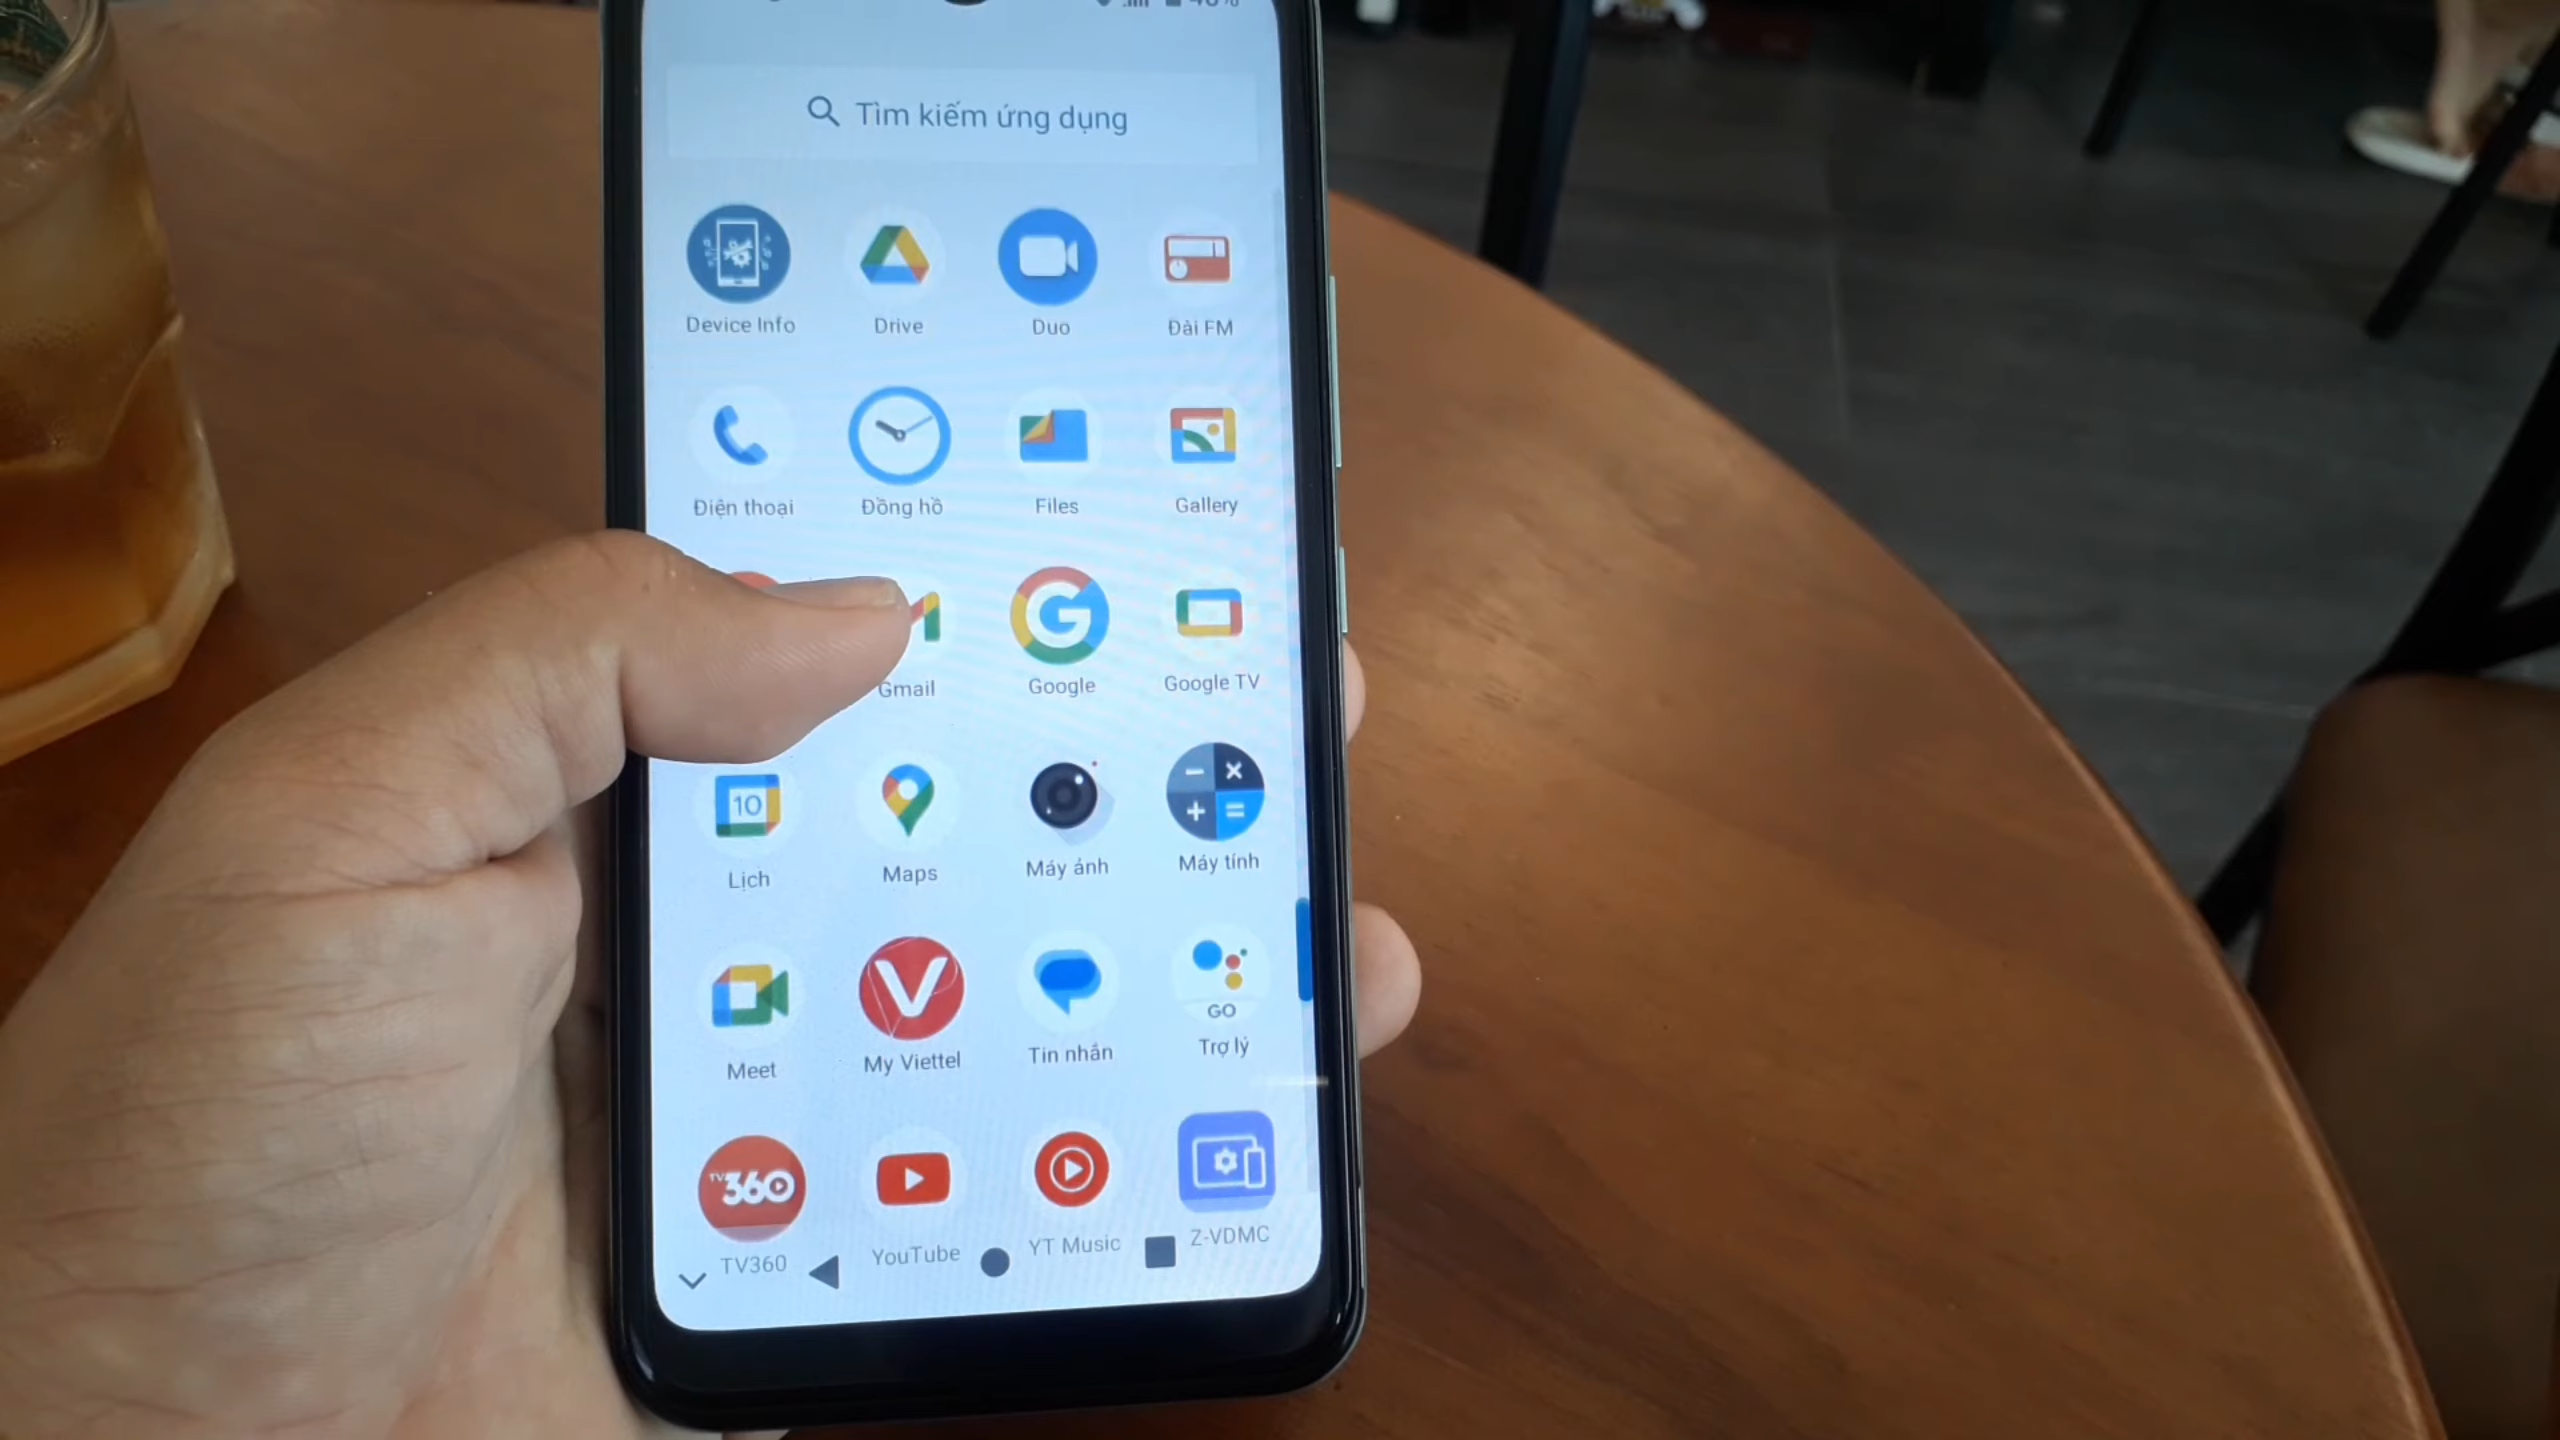 Tìm kiếm ứng dụng
Device Info
Drive
Duo
Đài FM
Điện thoại
Đồng hồ
Files
Gallery
Gmail
Google
Google TV
10
Lịch
Maps
Máy ảnh
Máy tính
Meet
My Viettel
Tin nhắn
GO
Trợ lý
TV360
TV360
YouTube
YT Music
Z-VDMC